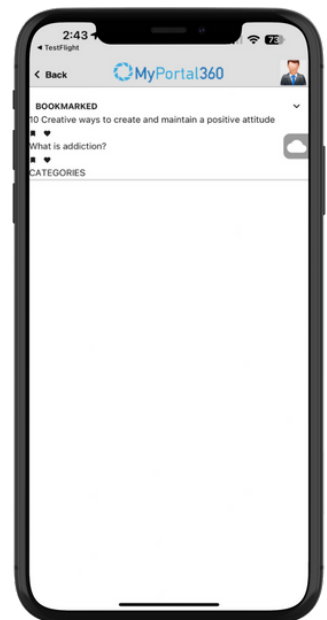 2:43
TestFlight
Back
MyPortal360
BOOKMARKED
10 Creative ways to create and maintain a positive attitude
What is addiction?
CATEGORIES